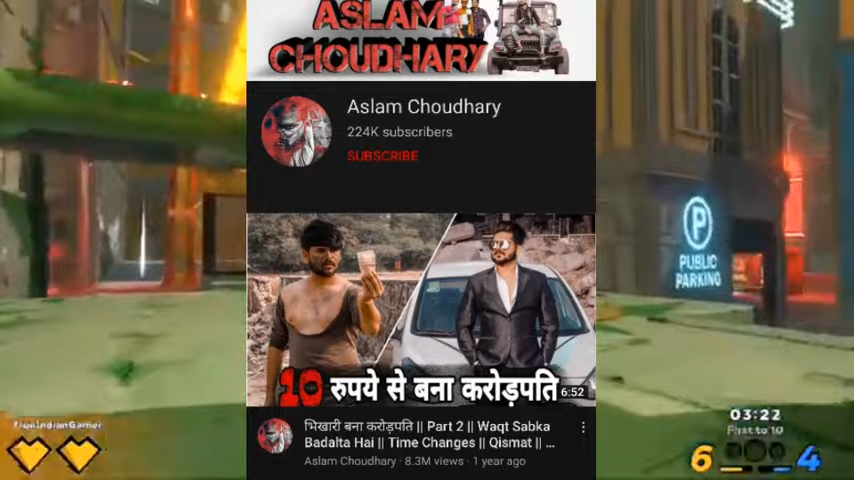 ASLAM
CHOUDHARY
Aslam Choudhary
224K subscribers
SUBSCRIBE
P
PUBLIC
PARKING
10 रुपये से बना करोड़पति
6:52
भिखारी बना करोड़पति || Part 2 || Waqt Sabka
Badalta Hai || Time Changes || Qismat || ...
Aslam Choudhary · 8.3M views · 1 year ago
03:22
First to 10
6
4